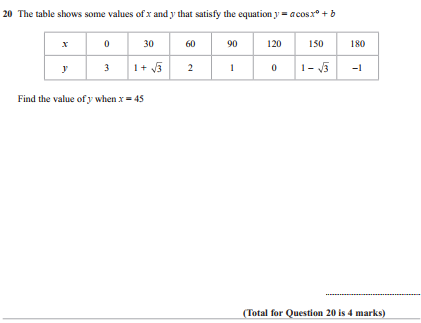 20 The table shows some values of x and y that satisfy the equation y = a cos x° + b
x 0 30 60 90 120 150 180
y 3 1 + √3 2 1 0 1 – √3 –1
Find the value of y when x = 45
(Total for Question 20 is 4 marks)